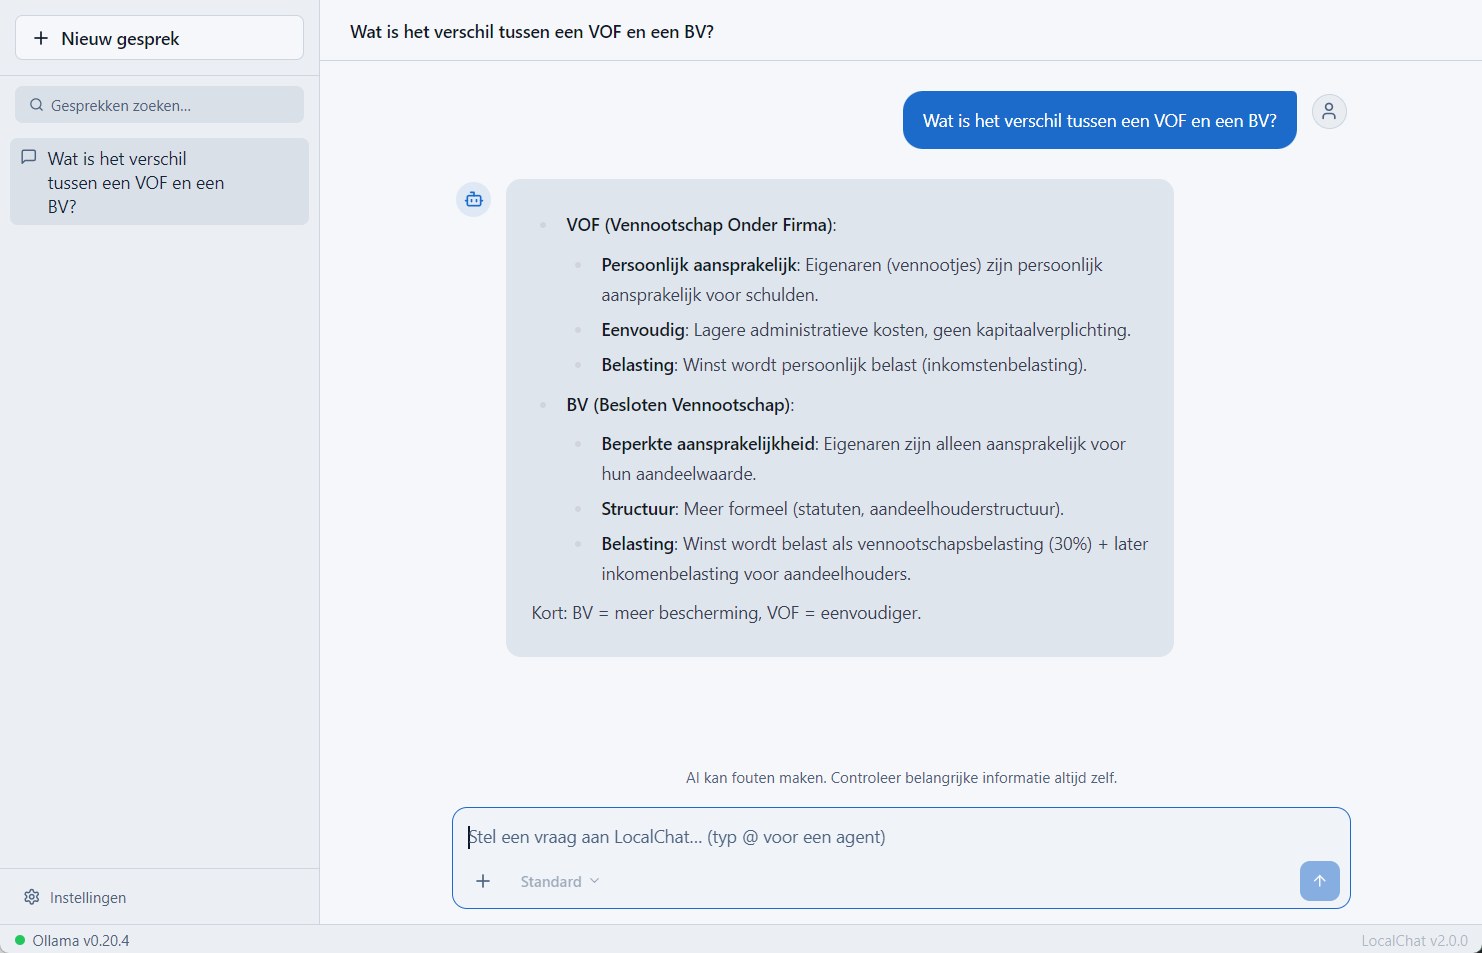 Nieuw gesprek
Gesprekken zoeken...
Wat is het verschil
tussen een VOF en een
BV?
Instellingen
Wat is het verschil tussen een VOF en een BV?
Wat is het verschil tussen een VOF en een BV?
VOF (Vennootschap Onder Firma):
Persoonlijk aansprakelijk: Eigenaren (vennootjes) zijn persoonlijk
aansprakelijk voor schulden.
Eenvoudig: Lagere administratieve kosten, geen kapitaalverplichting.
Belasting: Winst wordt persoonlijk belast (inkomstenbelasting).
BV (Besloten Vennootschap):
Beperkte aansprakelijkheid: Eigenaren zijn alleen aansprakelijk voor
hun aandeelwaarde.
Structuur: Meer formeel (statuten, aandeelhouderstructuur).
Belasting: Winst wordt belast als vennootschapsbelasting (30%) + later
inkomenbelasting voor aandeelhouders.
Kort: BV = meer bescherming, VOF = eenvoudiger.
AI kan fouten maken. Controleer belangrijke informatie altijd zelf.
Stel een vraag aan LocalChat... (typ @ voor een agent)
Standard
Ollama v0.20.4
LocalChat v2.0.0